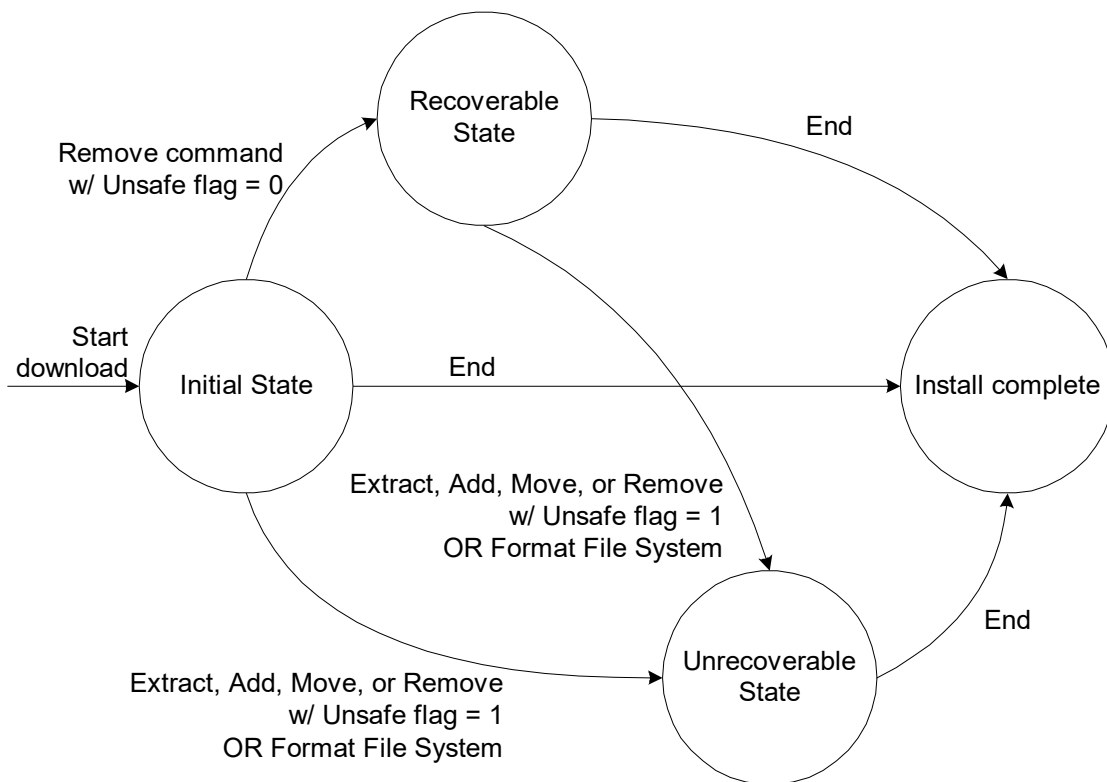 Recoverable
State
End
Remove command
w/ Unsafe flag = 0
Start
download
Initial State
End
Install complete
Extract, Add, Move, or Remove
w/ Unsafe flag = 1
OR Format File System
End
Unrecoverable
State
Extract, Add, Move, or Remove
w/ Unsafe flag = 1
OR Format File System